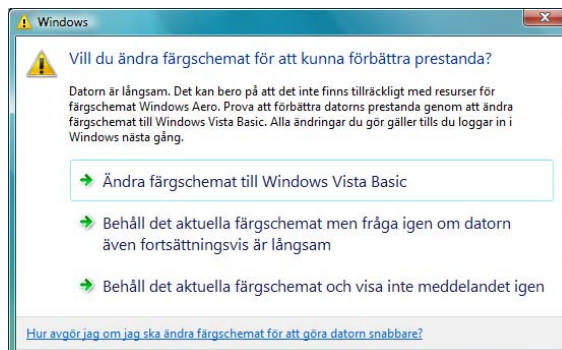 Windows
Vill du ändra färgschemat för att kunna förbättra prestanda?
Datorn är långsam. Det kan bero på att det inte finns tillräckligt med resurser för
färgschemat Windows Aero. Prova att förbättra datorns prestanda genom att ändra
färgschemat till Windows Vista Basic. Alla ändringar du gör gäller tills du loggar in i
Windows nästa gång.
Ändra färgschemat till Windows Vista Basic
Behåll det aktuella färgschemat men fråga igen om datorn
även fortsättningsvis är långsam
Behåll det aktuella färgschemat och visa inte meddelandet igen
Hur avgör jag om jag ska ändra färgschemat för att göra datorn snabbare?